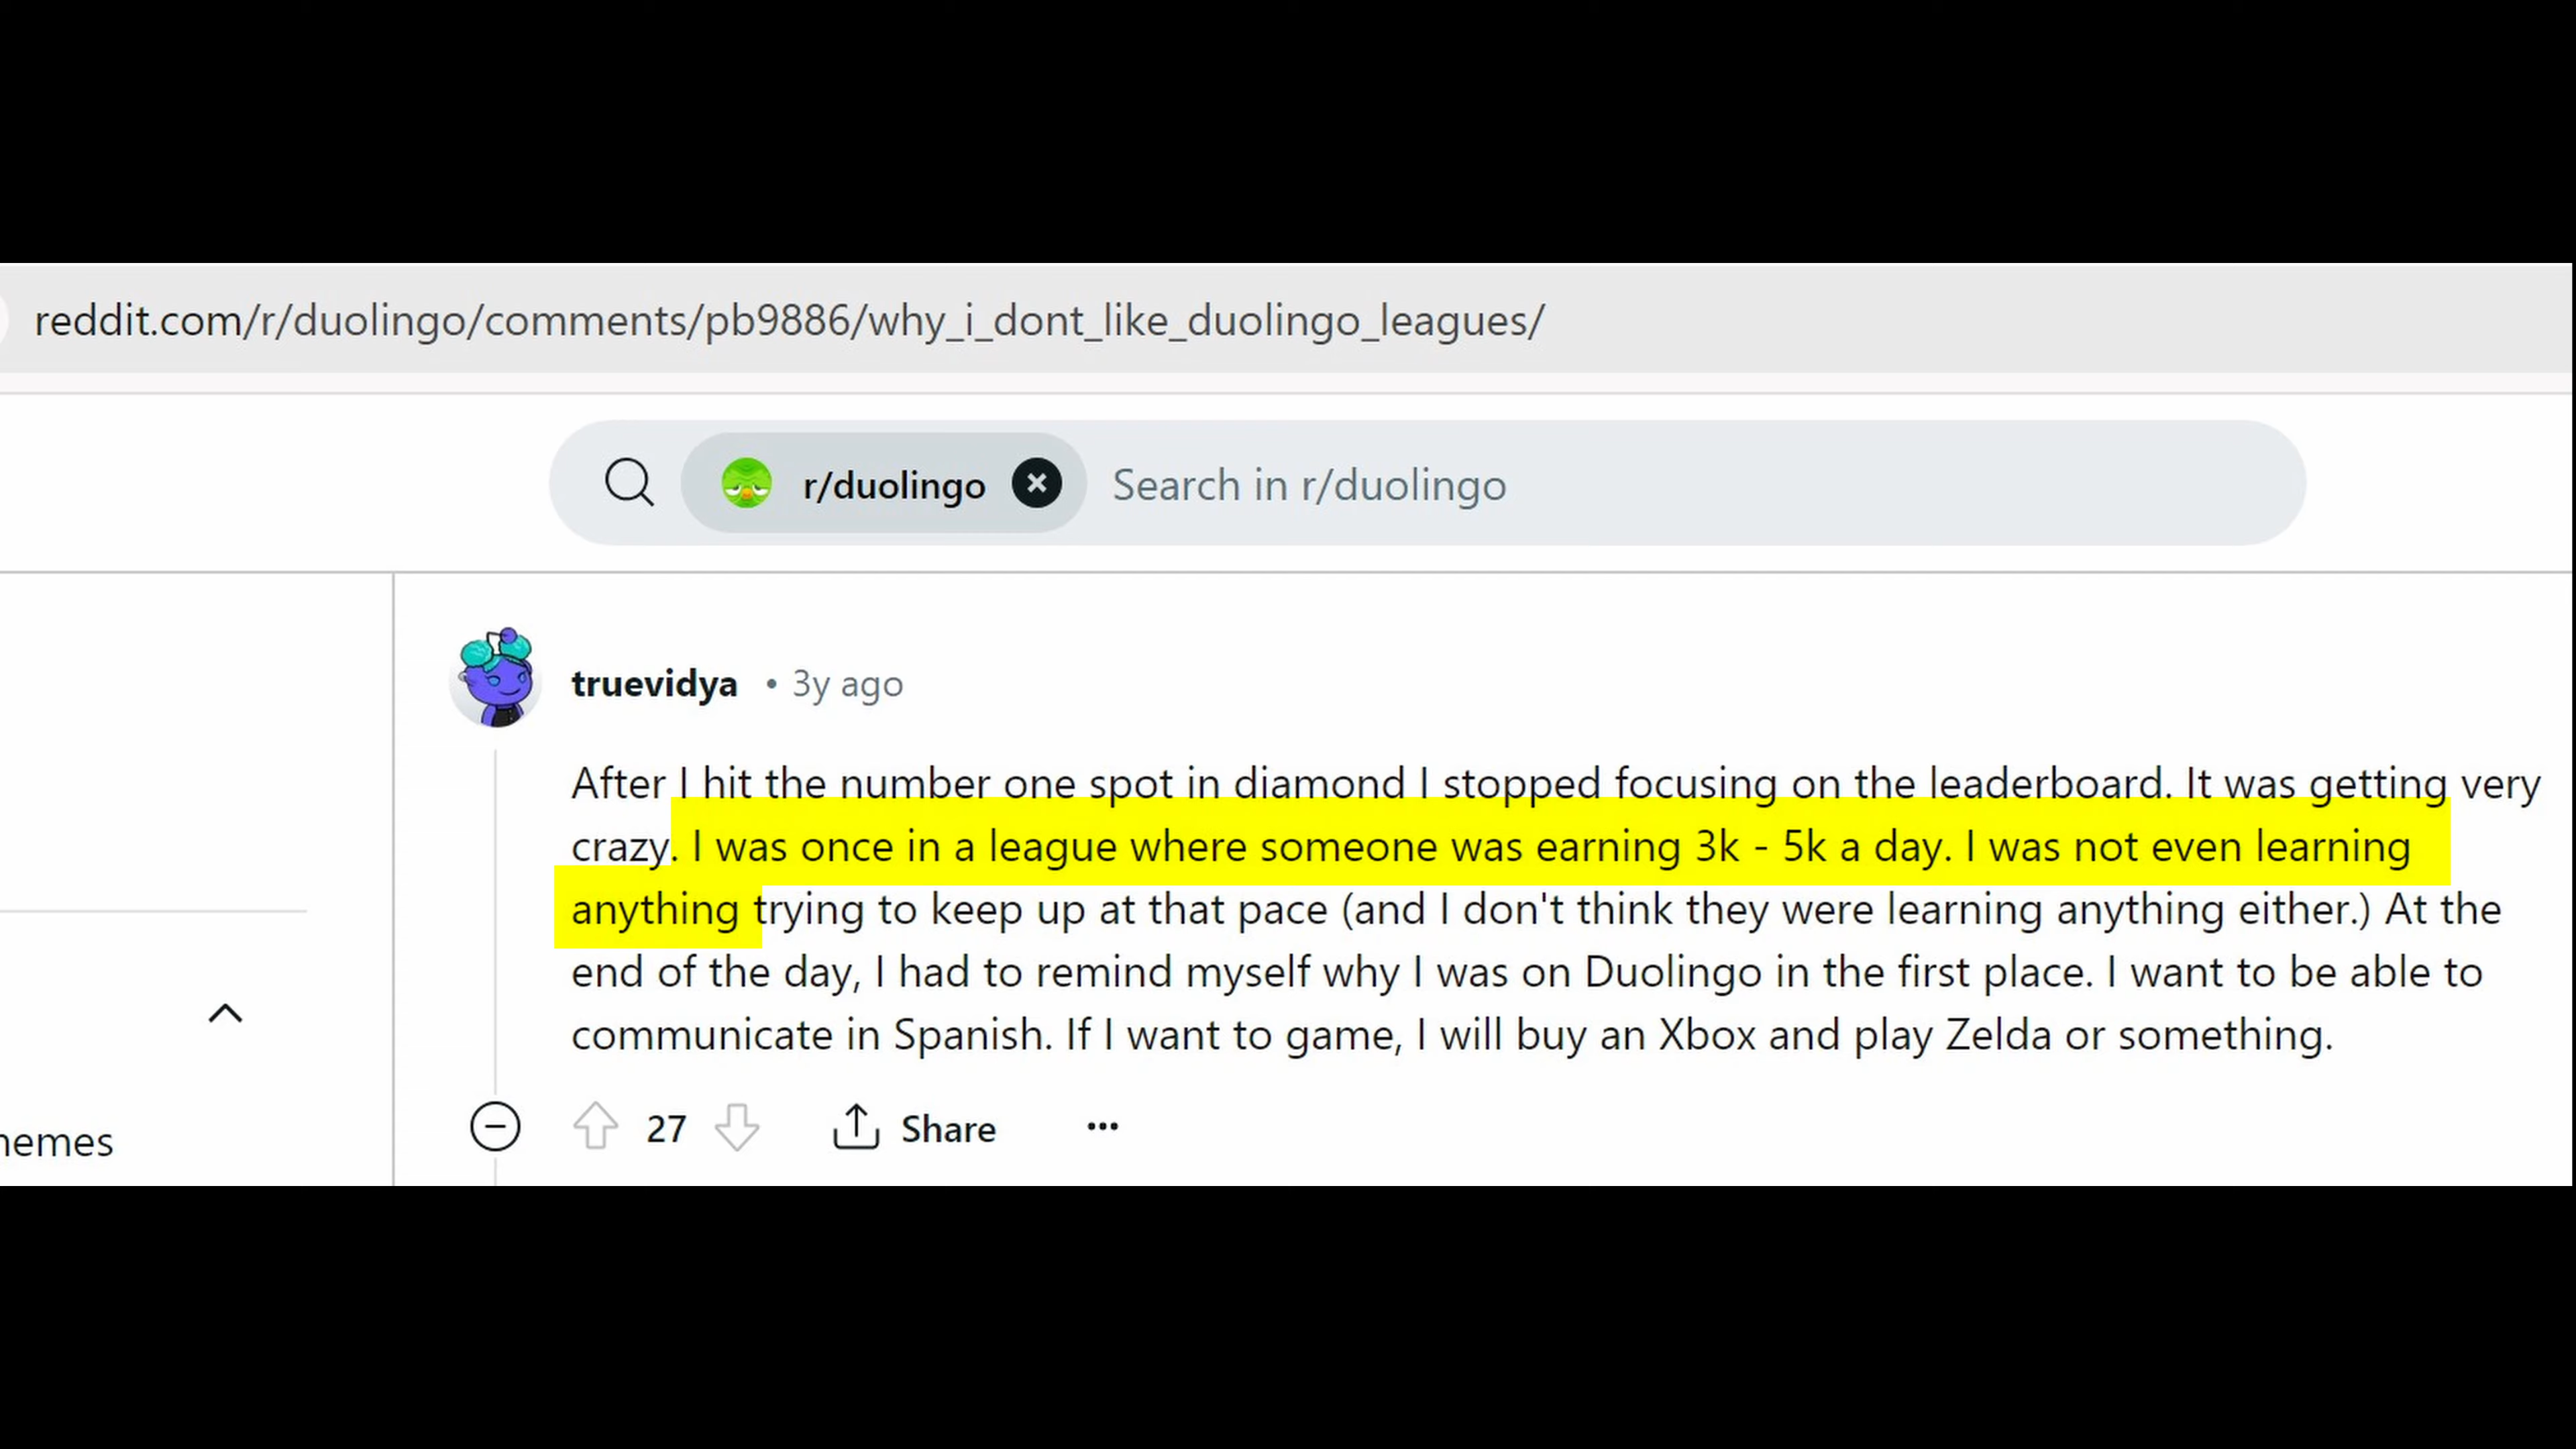 reddit.com/r/duolingo/comments/pb9886/why_i_dont_like_duolingo_leagues/
r/duolingo Search in r/duolingo
truevidya • 3y ago
After I hit the number one spot in diamond I stopped focusing on the leaderboard. It was getting very
crazy. I was once in a league where someone was earning 3k - 5k a day. I was not even learning
anything trying to keep up at that pace (and I don't think they were learning anything either.) At the
end of the day, I had to remind myself why I was on Duolingo in the first place. I want to be able to
communicate in Spanish. If I want to game, I will buy an Xbox and play Zelda or something.
27 Share